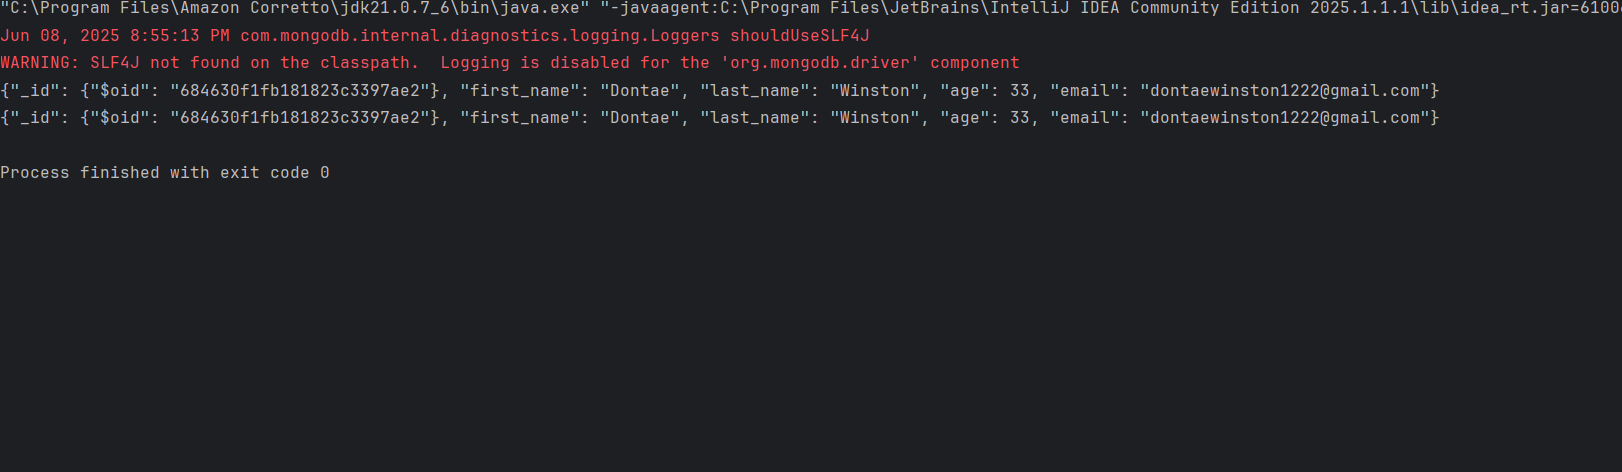 "C:\Program Files\Amazon Corretto\jdk21.0.7_6\bin\java.exe" "-javaagent:C:\Program Files\JetBrains\IntelliJ IDEA Community Edition 2025.1.1.1\lib\idea_rt.jar=6100
Jun 08, 2025 8:55:13 PM com.mongodb.internal.diagnostics.logging.Loggers shouldUseSLF4J
WARNING: SLF4J not found on the classpath.  Logging is disabled for the 'org.mongodb.driver' component
{"_id": {"$oid": "684630f1fb181823c3397ae2"}, "first_name": "Dontae", "last_name": "Winston", "age": 33, "email": "dontaewinston1222@gmail.com"}
{"_id": {"$oid": "684630f1fb181823c3397ae2"}, "first_name": "Dontae", "last_name": "Winston", "age": 33, "email": "dontaewinston1222@gmail.com"}
Process finished with exit code 0